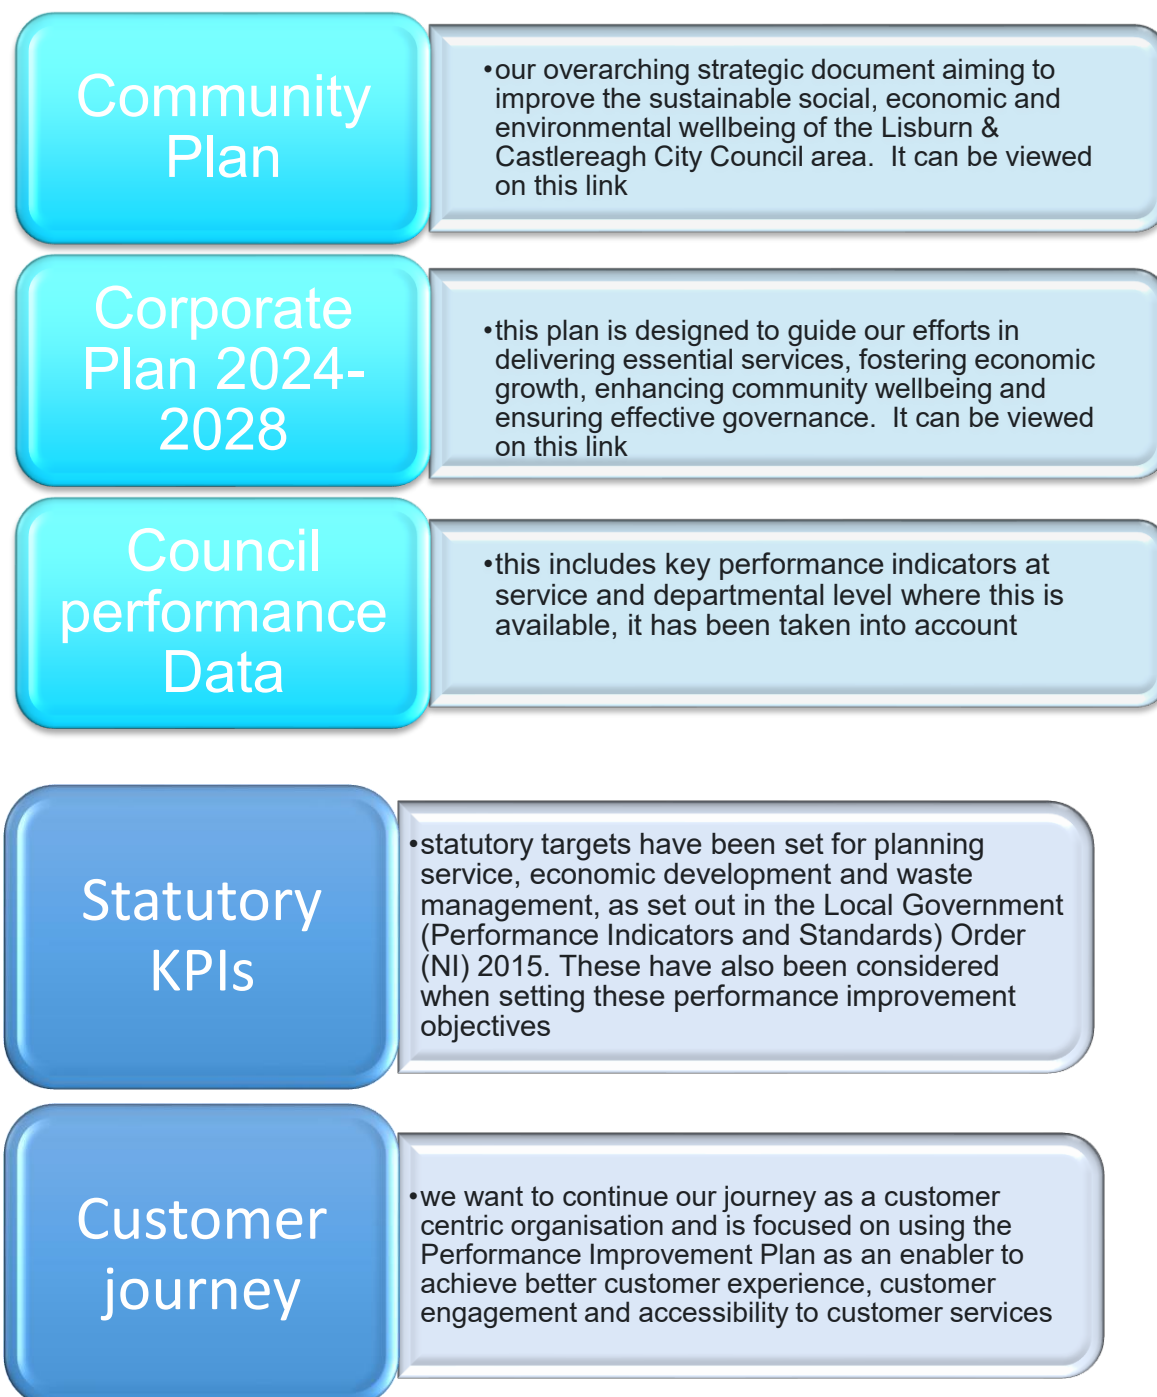 Community
Plan
•our overarching strategic document aiming to
improve the sustainable social, economic and
environmental wellbeing of the Lisburn &
Castlereagh City Council area.  It can be viewed
on this link
Corporate
Plan 2024-
2028
•this plan is designed to guide our efforts in
delivering essential services, fostering economic
growth, enhancing community wellbeing and
ensuring effective governance.  It can be viewed
on this link
Council
performance
Data
•this includes key performance indicators at
service and departmental level where this is
available, it has been taken into account
Statutory
KPIs
•statutory targets have been set for planning
service, economic development and waste
management, as set out in the Local Government
(Performance Indicators and Standards) Order
(NI) 2015. These have also been considered
when setting these performance improvement
objectives
Customer
journey
•we want to continue our journey as a customer
centric organisation and is focused on using the
Performance Improvement Plan as an enabler to
achieve better customer experience, customer
engagement and accessibility to customer services